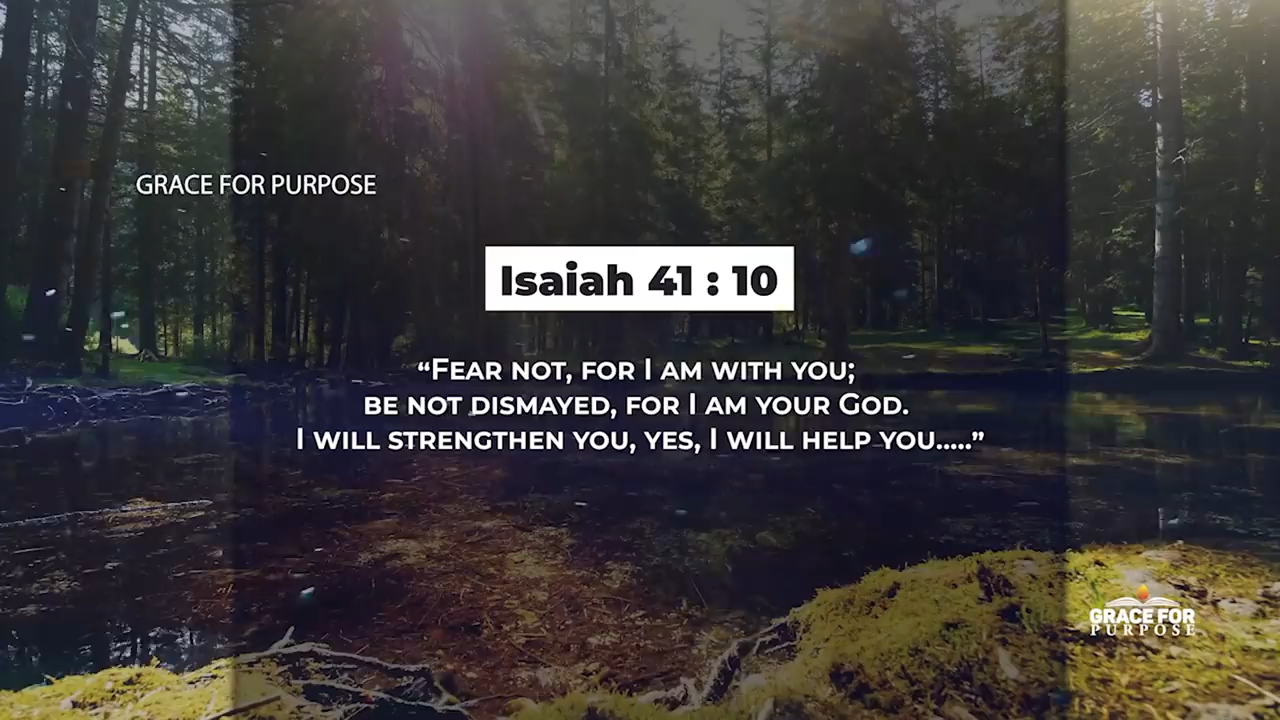 GRACE FOR PURPOSE
Isaiah 41 : 10
“FEAR NOT, FOR I AM WITH YOU;
BE NOT DISMAYED, FOR I AM YOUR GOD.
I WILL STRENGTHEN YOU, YES, I WILL HELP YOU.....”
GRACE FOR
PURPOSE